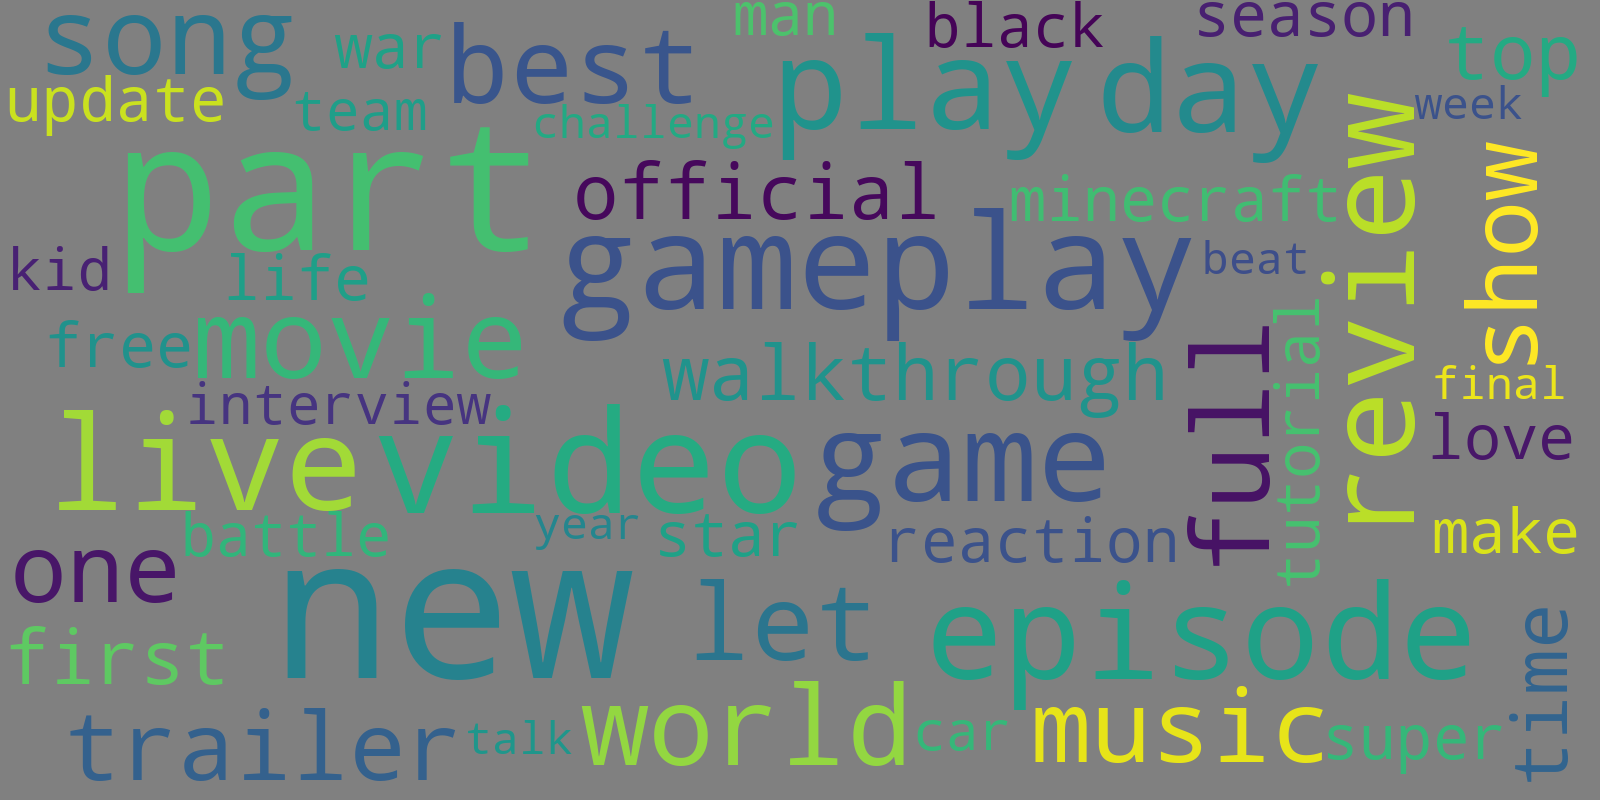 song
war
best
man
black
season
top
update
team
challenge
play
day
week
part
official
minecraft
review
show
kid
life
gameplay
beat
free
movie
walkthrough
full
tutorial
final
interview
live
video
game
love
battle
year
star
reaction
make
one
new
let
episode
first
time
trailer
talk
world
car
music
super